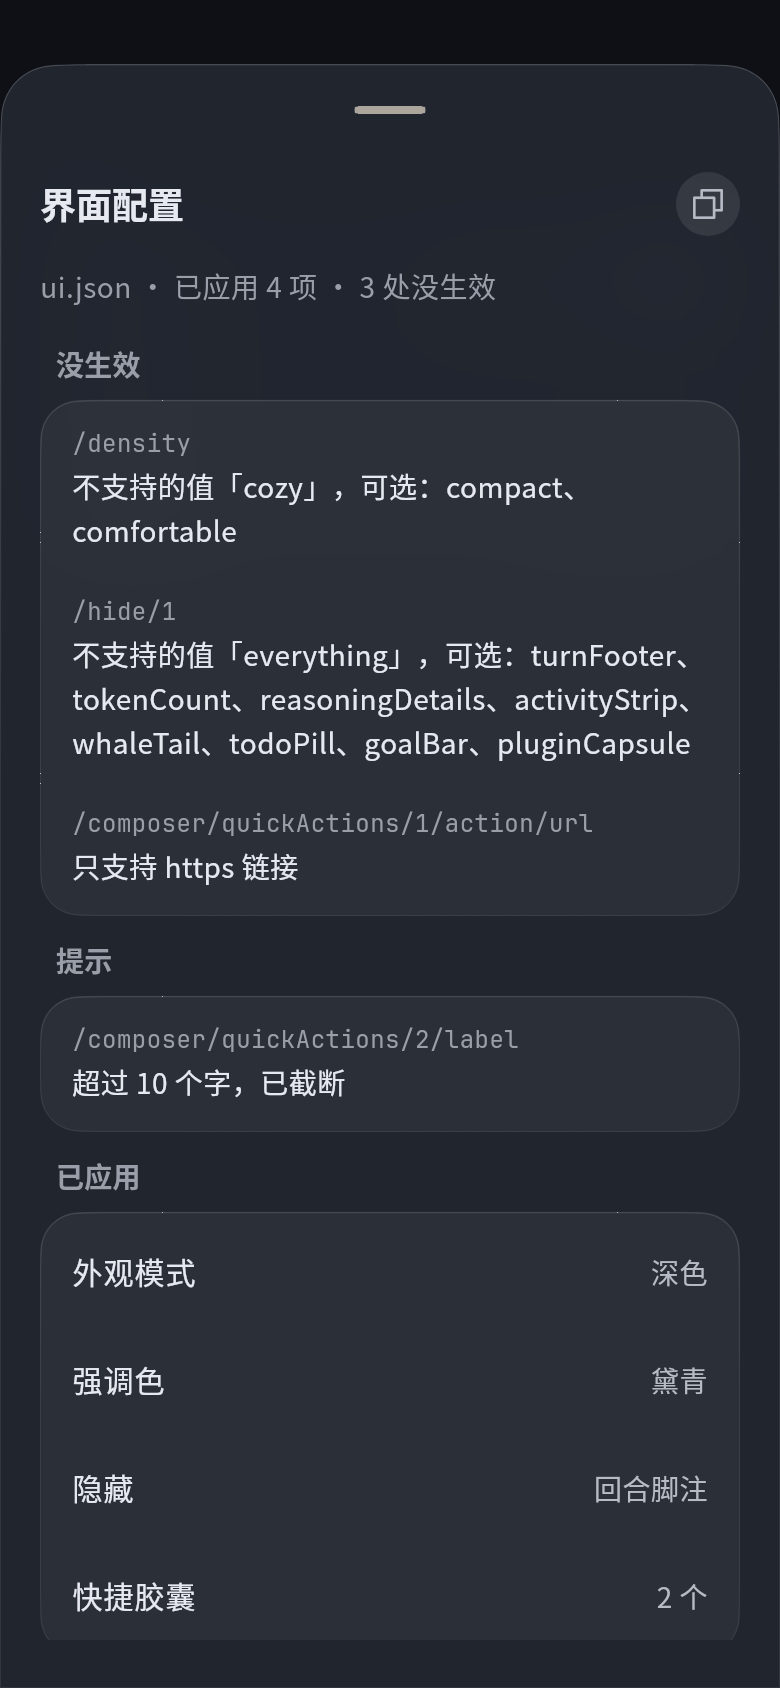 界面配置
ui.json • 已应用 4 项 • 3 处没生效
没生效
/density
不支持的值「cozy」，可选：compact、
comfortable
/hide/1
不支持的值「everything」，可选：turnFooter、
tokenCount、reasoningDetails、activityStrip、
whaleTail、todoPill、goalBar、pluginCapsule
/composer/quickActions/1/action/url
只支持 https 链接
提示
/composer/quickActions/2/label
超过 10 个字，已截断
已应用
外观模式 深色
强调色 黛青
隐藏 回合脚注
快捷胶囊 2 个